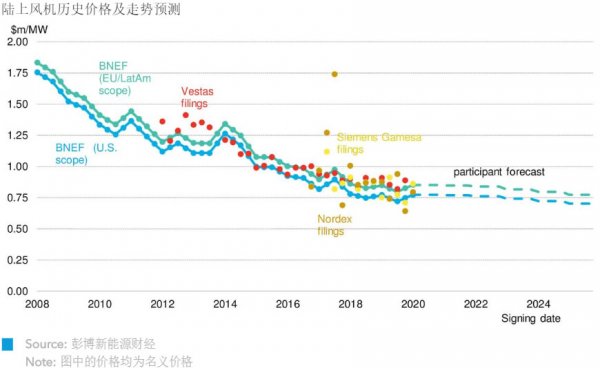 陆上风机历史价格及走势预测
$m/MW
2.00
1.75
1.50
1.25
1.00
0.75
0.50
0.25
0.00
BNEF
(EU/LatAm
scope)
BNEF (U.S.
scope)
Vestas
filings
Siemens Gamesa
filings
Nordex
filings
participant forecast
2008
2010
2012
2014
2016
2018
2020
2022
2024
Signing date
Source: 彭博新能源财经
Note: 图中的价格均为名义价格